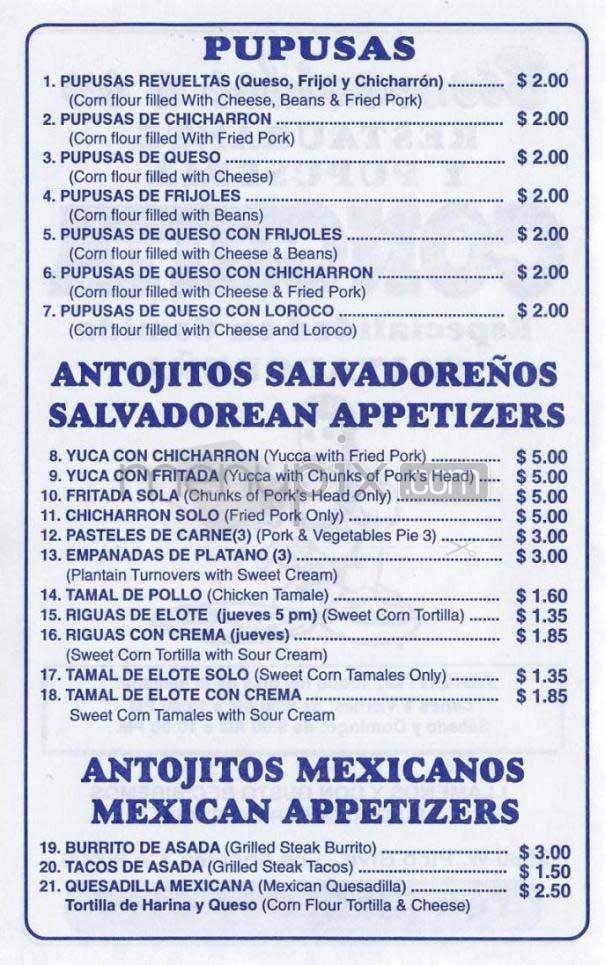 PUPUSAS
1. PUPUSAS REVUELTAS (Queso, Frijol y Chicharrón) ............ $ 2.00
(Corn flour filled With Cheese, Beans & Fried Pork)
2. PUPUSAS DE CHICHARRON ............ $ 2.00
(Corn flour filled With Fried Pork)
3. PUPUSAS DE QUESO ............ $ 2.00
(Corn flour filled with Cheese)
4. PUPUSAS DE FRIJOLES ............ $ 2.00
(Corn flour filled with Beans)
5. PUPUSAS DE QUESO CON FRIJOLES ............ $ 2.00
(Corn flour filled with Cheese & Beans)
6. PUPUSAS DE QUESO CON CHICHARRON ............ $ 2.00
(Corn flour filled with Cheese & Fried Pork)
7. PUPUSAS DE QUESO CON LOROCO ............ $ 2.00
(Corn flour filled with Cheese and Loroco)
ANTOJITOS SALVADOREÑOS
SALVADOREAN APPETIZERS
8. YUCA CON CHICHARRON (Yucca with Fried Pork) ............ $ 5.00
9. YUCA CON FRITADA (Yucca with Chunks of Pork's Head) ..... $ 5.00
10. FRITADA SOLA (Chunks of Pork's Head Only) ............ $ 5.00
11. CHICHARRON SOLO (Fried Pork Only) ............ $ 5.00
12. PASTELES DE CARNE(3) (Pork & Vegetables Pie 3) ............ $ 3.00
13. EMPANADAS DE PLATANO (3) ............ $ 3.00
(Plantain Turnovers with Sweet Cream)
14. TAMAL DE POLLO (Chicken Tamale) ............ $ 1.60
15. RIGUAS DE ELOTE (jueves 5 pm) (Sweet Corn Tortilla) ....... $ 1.35
16. RIGUAS CON CREMA (jueves) ............ $ 1.85
(Sweet Corn Tortilla with Sour Cream)
17. TAMAL DE ELOTE SOLO (Sweet Corn Tamales Only) ........... $ 1.35
18. TAMAL DE ELOTE CON CREMA ............ $ 1.85
Sweet Corn Tamales with Sour Cream
menupix.com
ANTOJITOS MEXICANOS
MEXICAN APPETIZERS
19. BURRITO DE ASADA (Grilled Steak Burrito) ............ $ 3.00
20. TACOS DE ASADA (Grilled Steak Tacos) ............ $ 1.50
21. QUESADILLA MEXICANA (Mexican Quesadilla) ............ $ 2.50
Tortilla de Harina y Queso (Corn Flour Tortilla & Cheese)